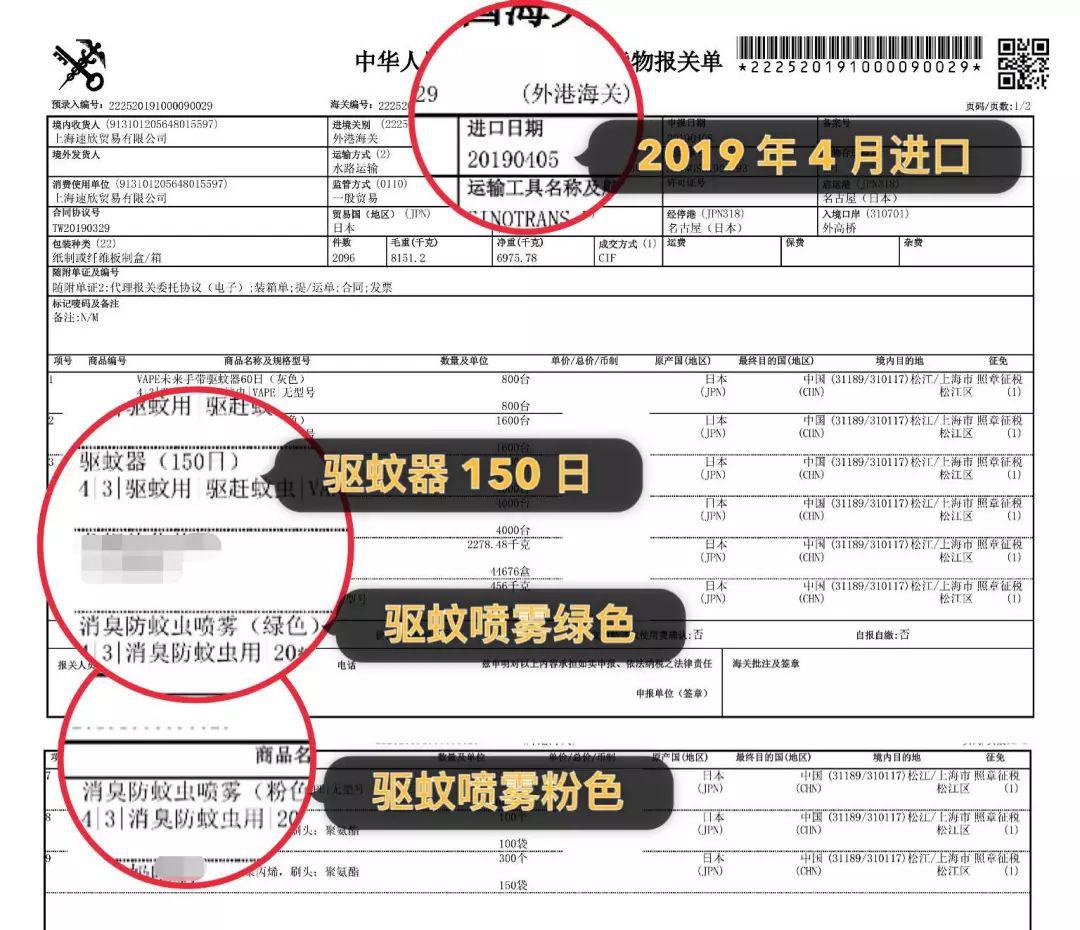 中华人
物报关单
*222520191000090029*
预录入编号：222520191000090029
海关编号：22252
29
(外港海关)
页码/页数:1/2
境内收货人 (913101205648015597)
上海速欣贸易有限公司
进境关别 (2225
外港海关
进口日期
20190405
2019 年 4 月进口
申报日期
备案号
境外发货人
运输方式 (2)
水路运输
运输工具名称及航
SINOTRANS
消费使用单位 (913101205648015597)
上海速欣贸易有限公司
监管方式 (0110)
一般贸易
许可证号
启运港 (JPN318)
名古屋（日本）
合同协议号
TW20190329
贸易国（地区） (JPN)
日本
经停港 (JPN318)
名古屋（日本）
入境口岸 (310701)
外高桥
包装种类 (22)
纸制或纤维板制盒/箱
件数
2096
毛重(千克)
8151.2
净重(千克)
6975.78
成交方式 (1)
CIF
运费
保费
杂费
随附单证及编号
随附单证2:代理报关委托协议（电子）;装箱单;提/运单;合同;发票
标记唛码及备注
备注:N/M
项号 商品编号 商品名称及规格型号 数量及单位 单价/总价/币制 原产国(地区) 最终目的国(地区) 境内目的地 征免
1 VAPE未来手带驱蚊器60日（灰色） 800台 日本 中国 (31189/310117)松江/上海市 照章征税
|VAPE|无型号 (JPN) (CHN) 松江区 (1)
驱蚊用 驱赶蚊
800台
2 1600台 日本 中国 (31189/310117)松江/上海市 照章征税
(JPN) (CHN) 松江区 (1)
1600台
驱蚊器（150日）
4|3|驱蚊用 驱赶蚊虫|VA
驱蚊器 150 日
3 日本 中国 (31189/310117)松江/上海市 照章征税
(JPN) (CHN) 松江区 (1)
4000台 日本 中国 (31189/310117)松江/上海市 照章征税
(JPN) (CHN) 松江区 (1)
4000台
2278.48千克 日本 中国 (31189/310117)松江/上海市 照章征税
(JPN) (CHN) 松江区 (1)
44676盒
456千克 日本 中国 (31189/310117)松江/上海市 照章征税
型号 (JPN) (CHN) 松江区 (1)
消臭防蚊虫喷雾（绿色）
4|3|消臭防蚊虫用 20
驱蚊喷雾绿色
使用费确认:否
自报自缴:否
报关人员
电话
兹申明对以上内容承担如实申报、依法纳税之法律责任
海关批注及签章
申报单位（签章）
商品名
数量及单位 单价/总价/币制 原产国(地区) 最终目的国(地区) 境内目的地 征免
消臭防蚊虫喷雾（粉色
4|3|消臭防蚊虫用|20
驱蚊喷雾粉色
7 日本 中国 (31189/310117)松江/上海市 照章征税
|无型号 (JPN) (CHN) 松江区 (1)
8 100个 日本 中国 (31189/310117)松江/上海市 照章征税
刷头：聚氨酯 (JPN) (CHN) 松江区 (1)
100袋
9 300个 日本 中国 (31189/310117)松江/上海市 照章征税
丙烯，刷头：聚氨酯 (JPN) (CHN) 松江区 (1)
150袋